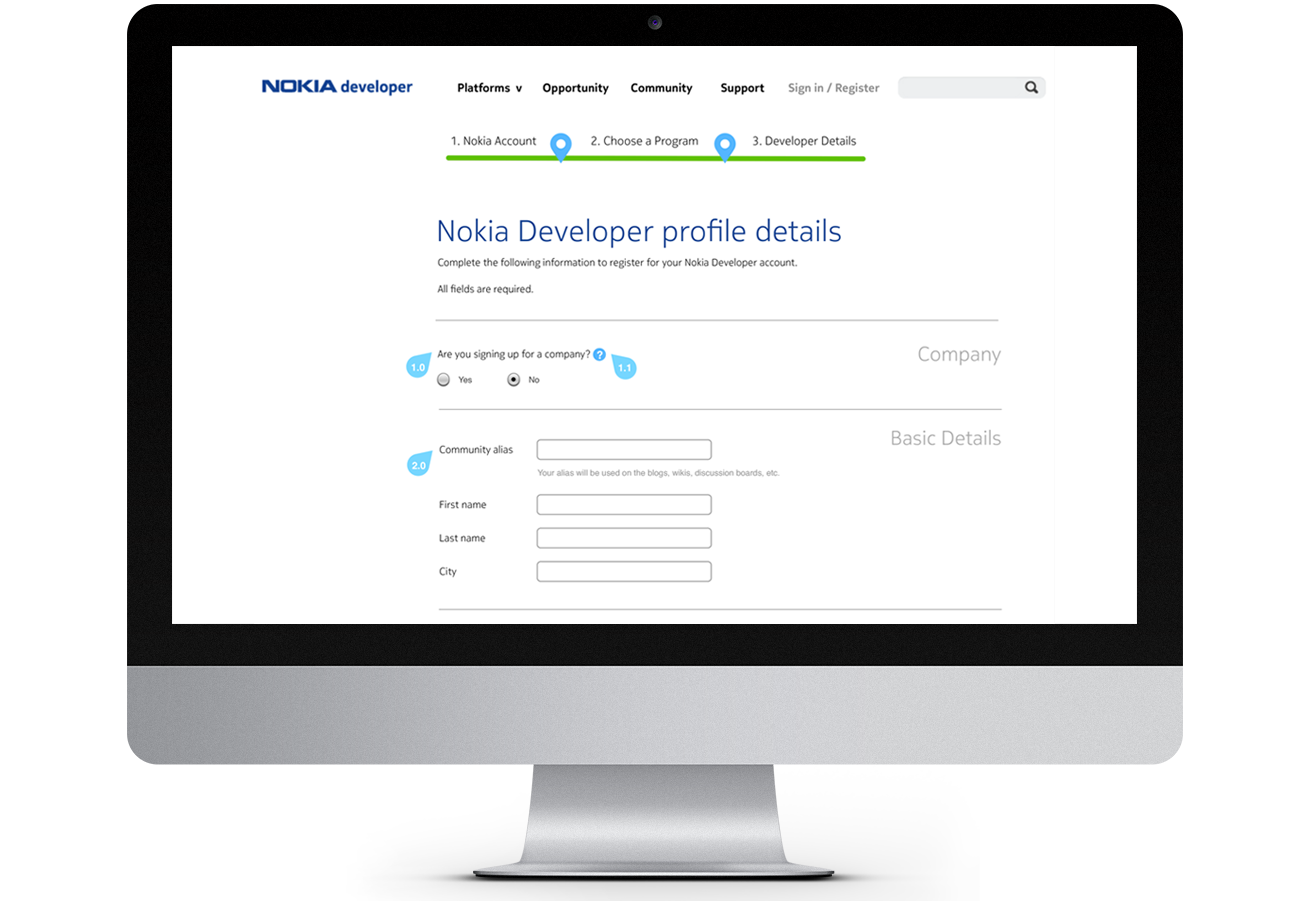 NOKIA developer
Platforms v Opportunity Community Support Sign in / Register
1. Nokia Account 2. Choose a Program 3. Developer Details
Nokia Developer profile details
Complete the following information to register for your Nokia Developer account.
All fields are required.
Company
1.0 Are you signing up for a company? ? 1.1
Yes No
Basic Details
2.0 Community alias
Your alias will be used on the blogs, wikis, discussion boards, etc.
First name
Last name
City